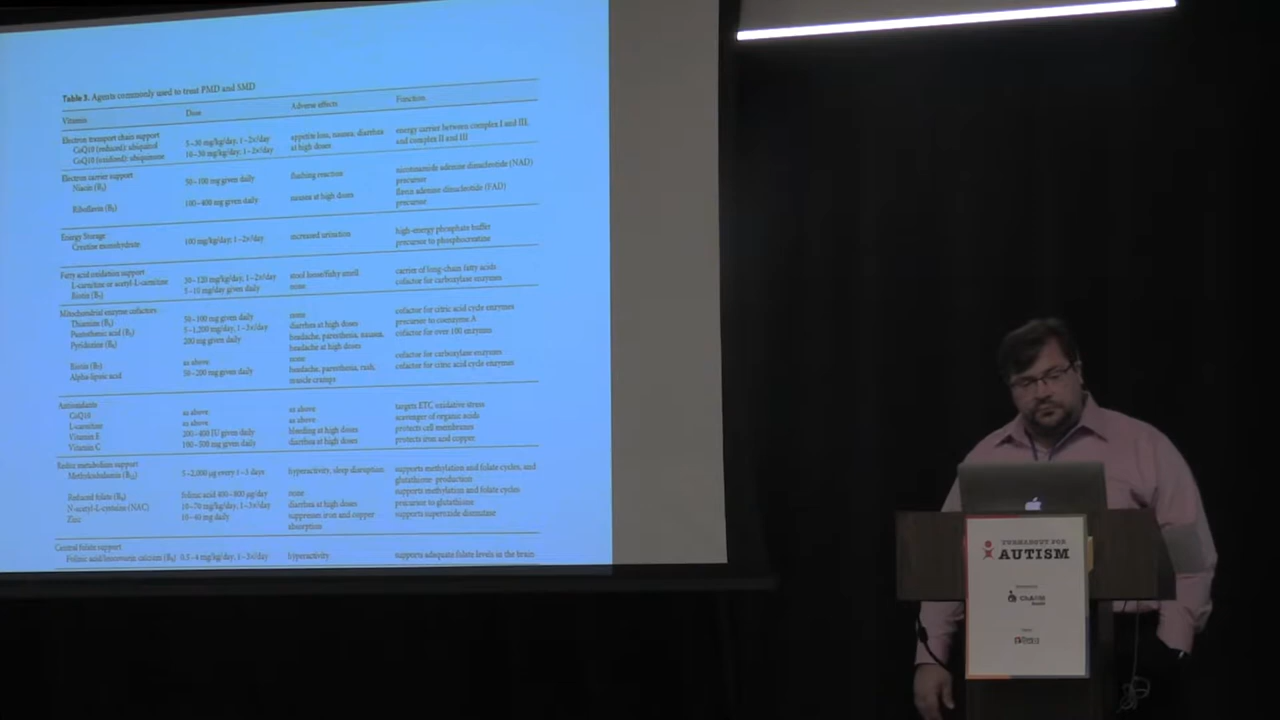 Table 3. Agents commonly used to treat PMD and SMD
Vitamin Dose Adverse effects Function
Electron transport chain support
CoQ10 (reduced): ubiquinol 5–30 mg/kg/day, 1–2x/day appetite loss, nausea, diarrhea energy carrier between complex I and III,
CoQ10 (oxidized): ubiquinone 10–30 mg/kg/day, 1–2x/day at high doses and complex II and III
Electron carrier support
Niacin (B3) 50–100 mg given daily flushing reaction nicotinamide adenine dinucleotide (NAD)
precursor
Riboflavin (B2) 100–400 mg given daily nausea at high doses flavin adenine dinucleotide (FAD)
precursor
Energy Storage
Creatine monohydrate 100 mg/kg/day, 1–2x/day increased urination high-energy phosphate buffer
precursor to phosphocreatine
Fatty acid oxidation support
L-carnitine or acetyl-L-carnitine 30–120 mg/kg/day, 1–2x/day stool loose/fishy smell carrier of long-chain fatty acids
Biotin (B7) 5–10 mg/day given daily none cofactor for carboxylase enzymes
Mitochondrial enzyme cofactors
Thiamine (B1) 50–100 mg given daily none cofactor for citric acid cycle enzymes
Pantothenic acid (B5) 5–1,200 mg/day, 1–3x/day diarrhea at high doses precursor to coenzyme A
Pyridoxine (B6) 200 mg given daily headache, paresthesia, nausea, cofactor for over 100 enzymes
headache at high doses
Biotin (B7) as above none cofactor for carboxylase enzymes
Alpha-lipoic acid 50–200 mg given daily headache, paresthesia, rash, cofactor for citric acid cycle enzymes
muscle cramps
Antioxidants
CoQ10 as above as above targets ETC oxidative stress
L-carnitine as above as above scavenger of organic acids
Vitamin E 200–400 IU given daily bleeding at high doses protects cell membranes
Vitamin C 100–500 mg given daily diarrhea at high doses protects iron and copper
Redox metabolism support
Methylcobalamin (B12) 5–2,000 μg every 1–3 days hyperactivity, sleep disruption supports methylation and folate cycles, and
glutathione production
Reduced folate (B9) folinic acid 400–800 μg/day none supports methylation and folate cycles
N-acetyl-L-cysteine (NAC) 10–70 mg/kg/day, 1–3x/day diarrhea at high doses precursor to glutathione
Zinc 10–40 mg daily suppresses iron and copper supports superoxide dismutase
absorption
Central folate support
Folinic acid/leucovorin calcium (B9) 0.5–4 mg/kg/day, 1–3x/day hyperactivity supports adequate folate levels in the brain
TURNABOUT FOR
AUTISM